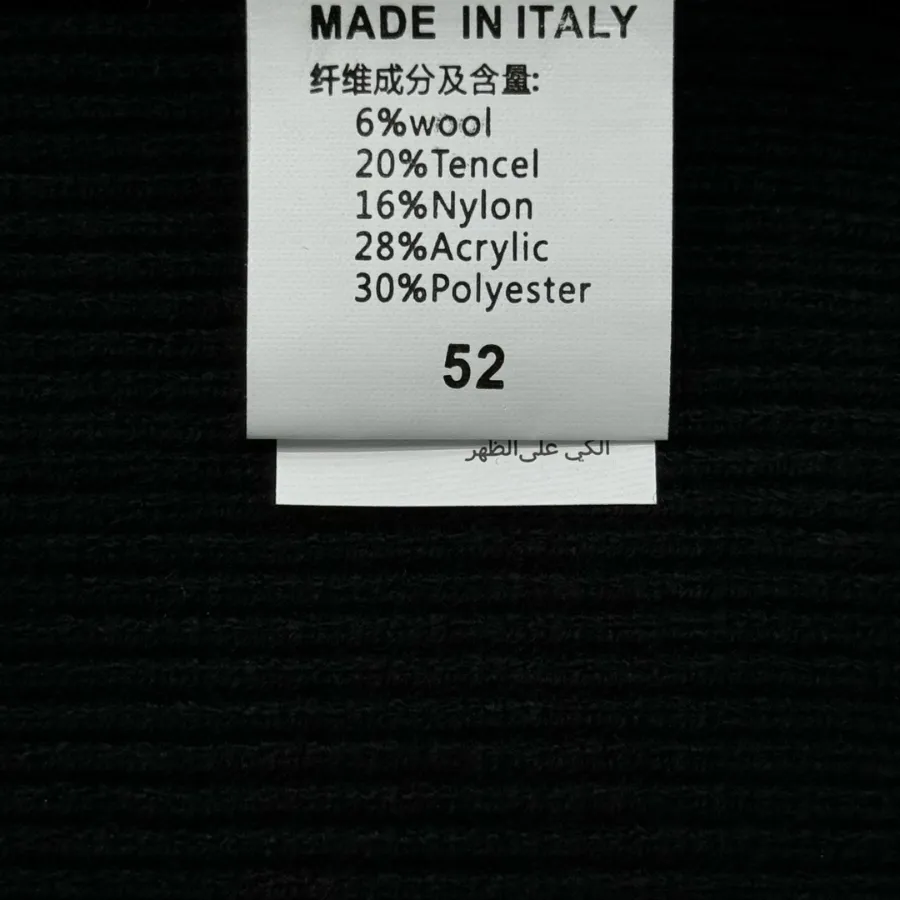 MADE IN ITALY
纤维成分及含量:
6%wool
20%Tencel
16%Nylon
28%Acrylic
30%Polyester
52
الكي على الظهر